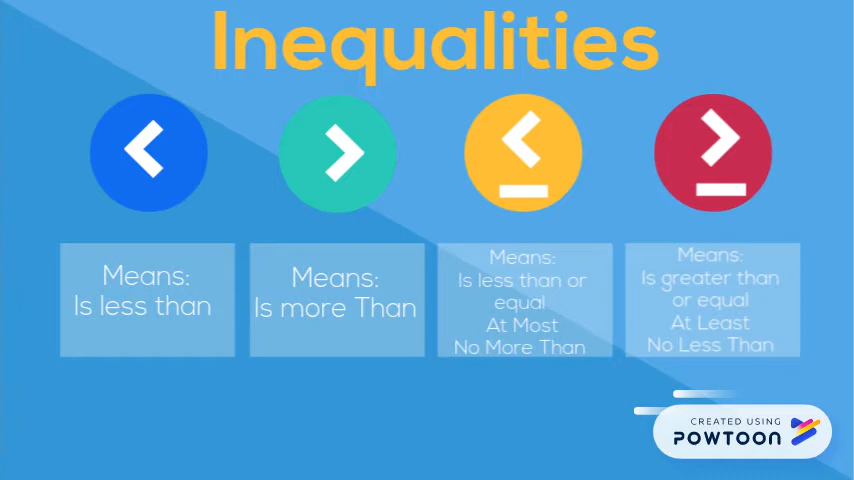 Inequalities
<
>
≤
≥
Means:
Is less than
Means:
Is more Than
Means:
Is less than or
equal
At Most
No More Than
Means:
Is greater than
or equal
At Least
No Less Than
CREATED USING
POWTOON